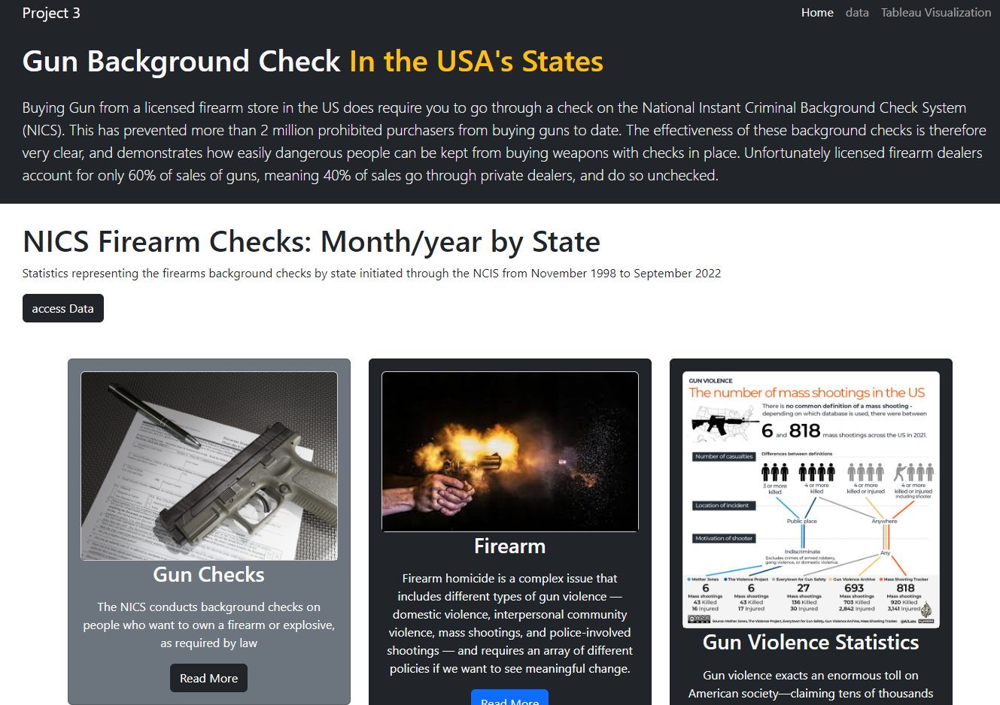 Project 3
Home data Tableau Visualization
Gun Background Check In the USA's States
Buying Gun from a licensed firearm store in the US does require you to go through a check on the National Instant Criminal Background Check System
(NICS). This has prevented more than 2 million prohibited purchasers from buying guns to date. The effectiveness of these background checks is therefore
very clear, and demonstrates how easily dangerous people can be kept from buying weapons with checks in place. Unfortunately licensed firearm dealers
account for only 60% of sales of guns, meaning 40% of sales go through private dealers, and do so unchecked.
NICS Firearm Checks: Month/year by State
Statistics representing the firearms background checks by state initiated through the NCIS from November 1998 to September 2022
access Data
Gun Checks
The NICS conducts background checks on
people who want to own a firearm or explosive,
as required by law
Read More
Firearm
Firearm homicide is a complex issue that
includes different types of gun violence —
domestic violence, interpersonal community
violence, mass shootings, and police-involved
shootings — and requires an array of different
policies if we want to see meaningful change.
Read More
GUN VIOLENCE
The number of mass shootings in the US
There is no common definition of a mass shooting -
depending on which database is used, there were between
6 and 818 mass shootings across the US in 2021.
Number of casualties
Differences between definitions
3 or more
killed
4 or more
killed
4 or more
killed or injured
4 or more
killed or injured
including shooter
Location of incident
Public place
Anywhere
Motivation of shooter
Indiscriminate
Excludes crimes of armed robbery,
gang violence, or domestic violence.
Any
Mother Jones
6
Mass shootings
43 Killed
16 Injured
The Violence Project
6
Mass shootings
43 Killed
17 Injured
Everytown for Gun Safety
27
Mass shootings
136 Killed
30 Injured
Gun Violence Archive
693
Mass shootings
703 Killed
2,842 Injured
Mass Shooting Tracker
818
Mass shootings
920 Killed
3,141 Injured
Source: Mother Jones, The Violence Project, Everytown for Gun Safety, Gun Violence Archive, Mass Shooting Tracker. @AJLabs ALJAZEERA
Gun Violence Statistics
Gun violence exacts an enormous toll on
American society—claiming tens of thousands